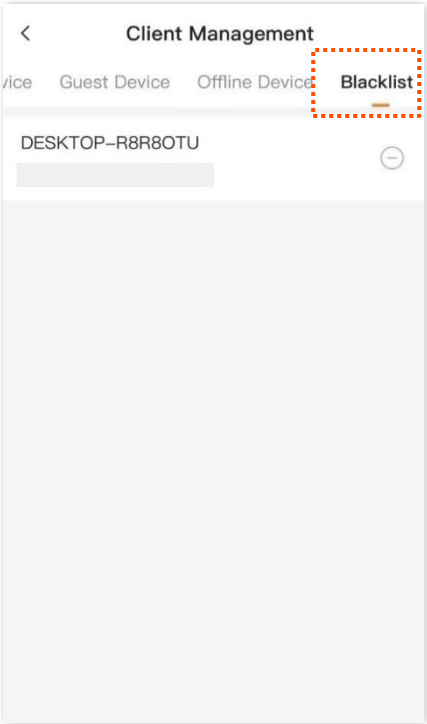 Client Management
vice Guest Device Offline Device Blacklist
DESKTOP-R8R8OTU